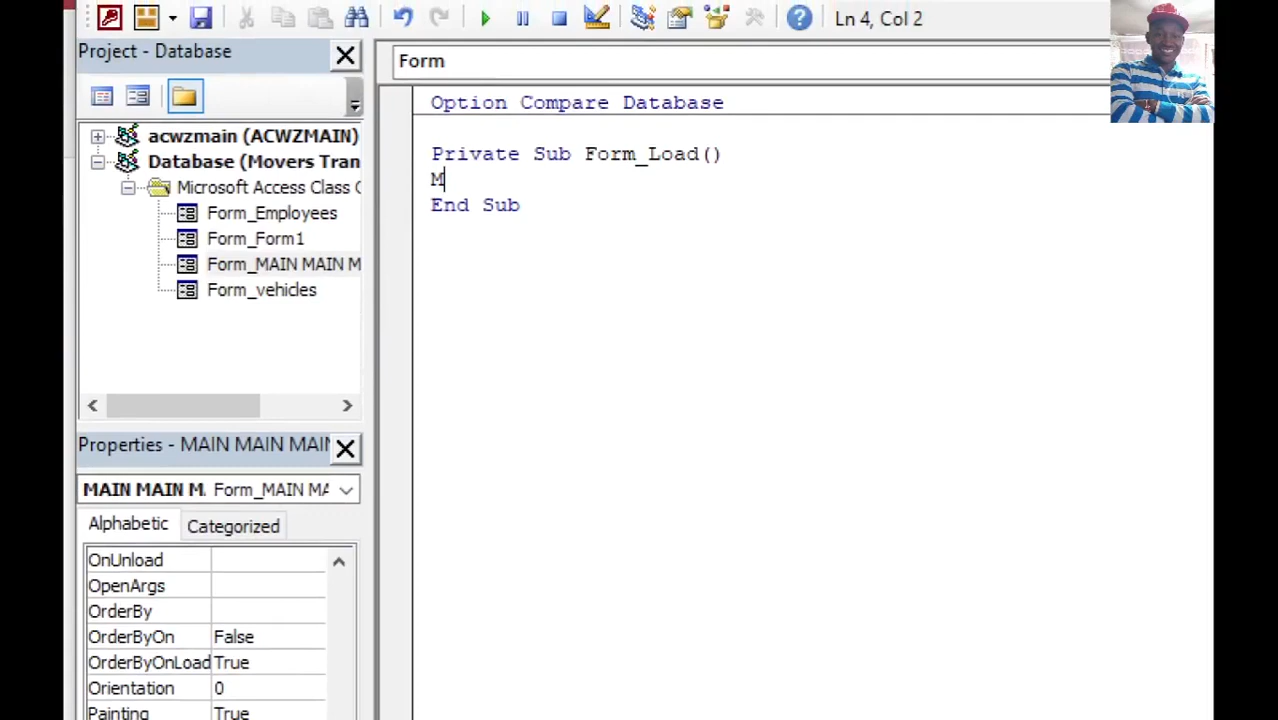 Ln 4, Col 2
Project - Database
Form
Option Compare Database
acwzmain (ACWZMAIN)
Database (Movers Tran
Private Sub Form_Load()
Microsoft Access Class
M
Form_Employees
End Sub
Form_Form1
Form_MAIN MAIN M
Form_vehicles
Properties - MAIN MAIN MAIN
MAIN MAIN M. Form_MAIN MA
Alphabetic Categorized
OnUnload
OpenArgs
OrderBy
OrderByOn False
OrderByOnLoad True
Orientation 0
Painting True